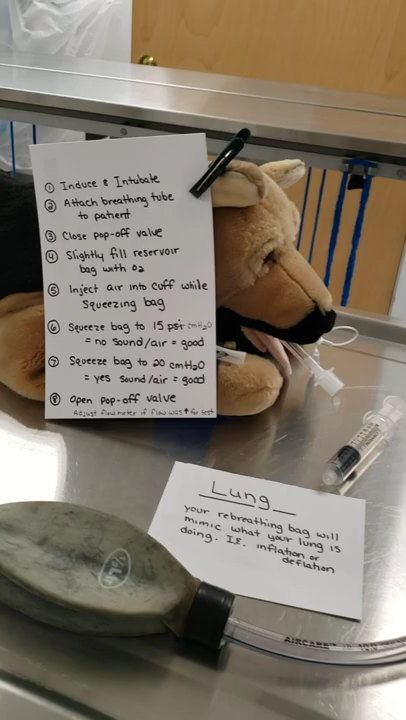 ① Induce & Intubate
② Attach breathing tube
to patient
③ Close pop-off valve
④ Slightly fill reservoir
bag with O₂
⑤ Inject air into cuff while
Squeezing bag
⑥ Squeeze bag to 15 psi cmH₂O
= no sound/air = good
⑦ Squeeze bag to 20 cmH₂O
= yes sound/air = good
⑧ Open pop-off valve
Adjust flowmeter if flow was ↑ for test
Lung
your rebreathing bag will
mimic what your lung is
doing. I.E. inflation or
deflation
AIRCARE